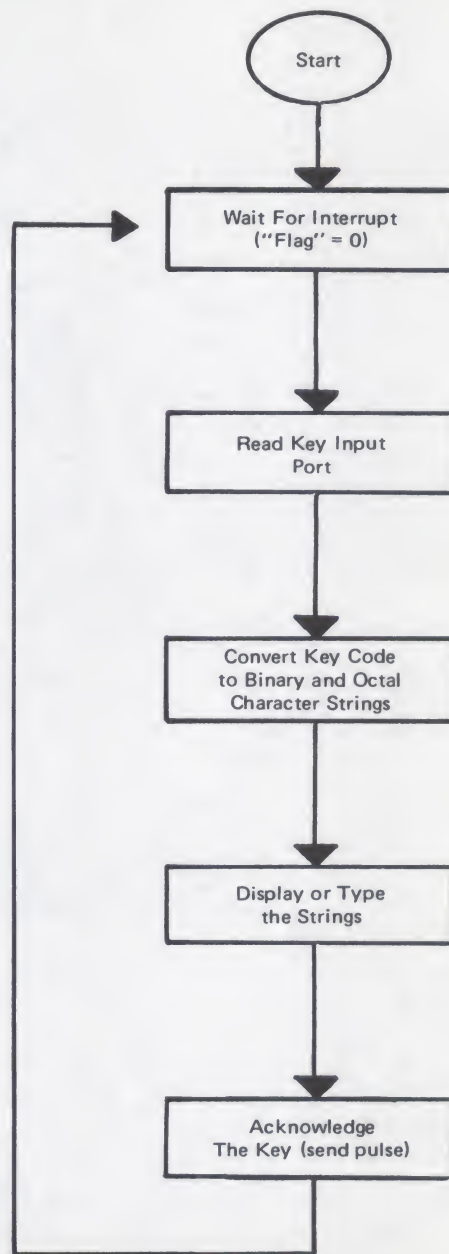 Start
Wait For Interrupt
("Flag" = 0)
Read Key Input
Port
Convert Key Code
to Binary and Octal
Character Strings
Display or Type
the Strings
Acknowledge
The Key (send pulse)